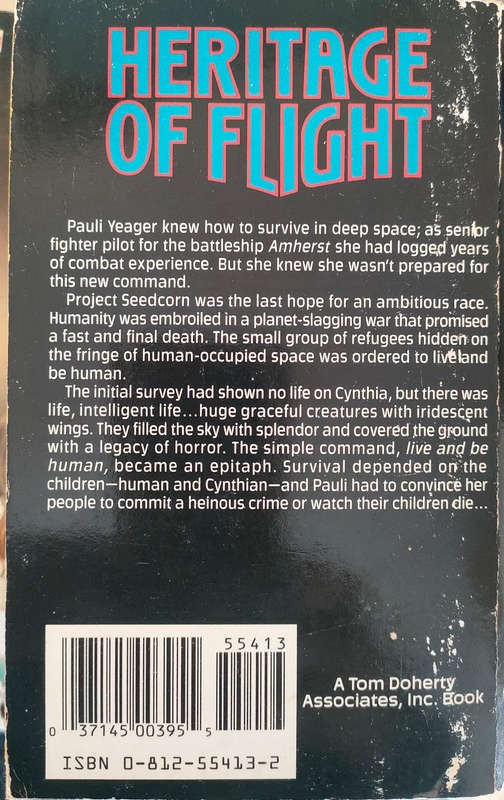 HERITAGE
OF FLIGHT
Pauli Yeager knew how to survive in deep space; as senior
fighter pilot for the battleship Amherst she had logged years
of combat experience. But she knew she wasn't prepared for
this new command.
Project Seedcorn was the last hope for an ambitious race.
Humanity was embroiled in a planet-slagging war that promised
a fast and final death. The small group of refugees hidden on
the fringe of human-occupied space was ordered to live and
be human.
The initial survey had shown no life on Cynthia, but there was
life, intelligent life...huge graceful creatures with iridescent
wings. They filled the sky with splendor and covered the ground
with a legacy of horror. The simple command, live and be
human, became an epitaph. Survival depended on the
children—human and Cynthian—and Pauli had to convince her
people to commit a heinous crime or watch their children die...
55413
0 37145 00395 5
ISBN 0-812-55413-2
A Tom Doherty
Associates, Inc. Book